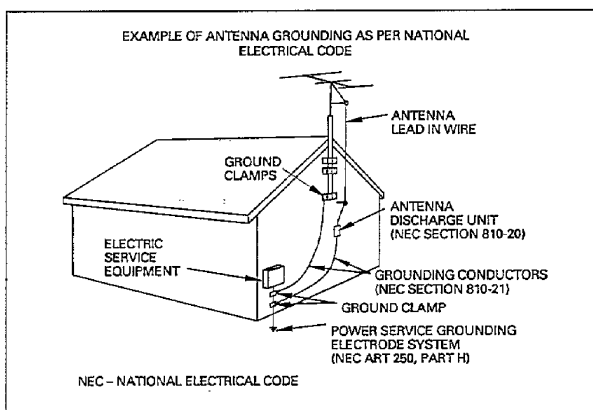 EXAMPLE OF ANTENNA GROUNDING AS PER NATIONAL
ELECTRICAL CODE
ANTENNA
LEAD IN WIRE
GROUND
CLAMPS
ANTENNA
DISCHARGE UNIT
(NEC SECTION 810-20)
ELECTRIC
SERVICE
EQUIPMENT
GROUNDING CONDUCTORS
(NEC SECTION 810-21)
GROUND CLAMP
POWER SERVICE GROUNDING
ELECTRODE SYSTEM
(NEC ART 250, PART H)
NEC – NATIONAL ELECTRICAL CODE